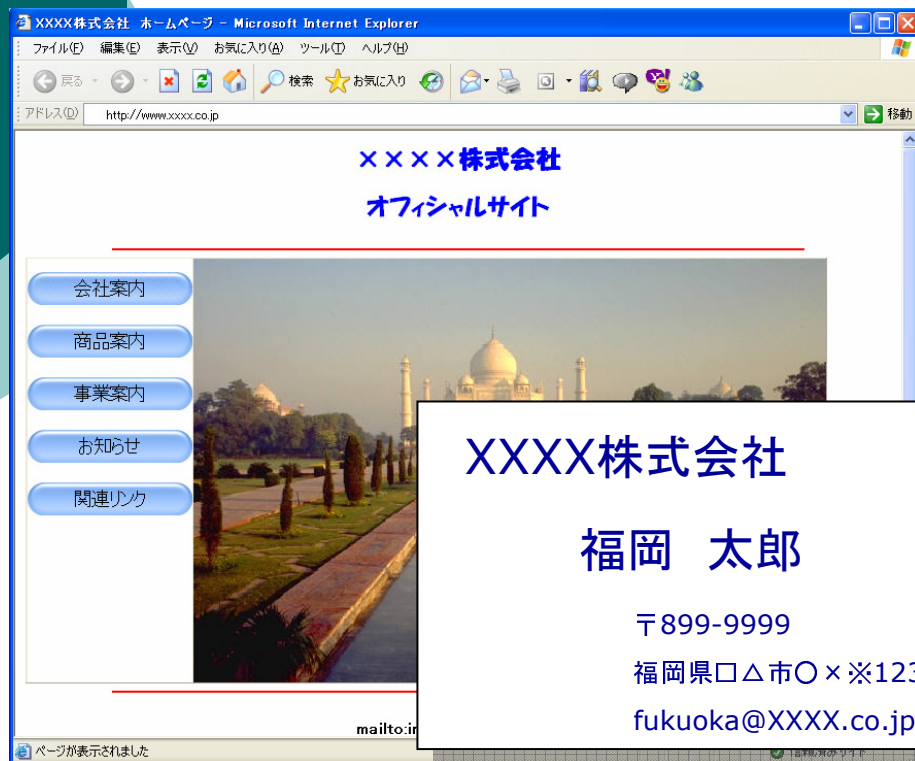 XXXX株式会社 ホームページ - Microsoft Internet Explorer
ファイル(F) 編集(E) 表示(V) お気に入り(A) ツール(T) ヘルプ(H)
戻る 検索 お気に入り
アドレス(D) http://www.xxxx.co.jp 移動
××××株式会社
オフィシャルサイト
会社案内
商品案内
事業案内
お知らせ
関連リンク
XXXX株式会社
福岡 太郎
〒899-9999
福岡県□△市○×※123
fukuoka@XXXX.co.jp
mailto:in
ページが表示されました